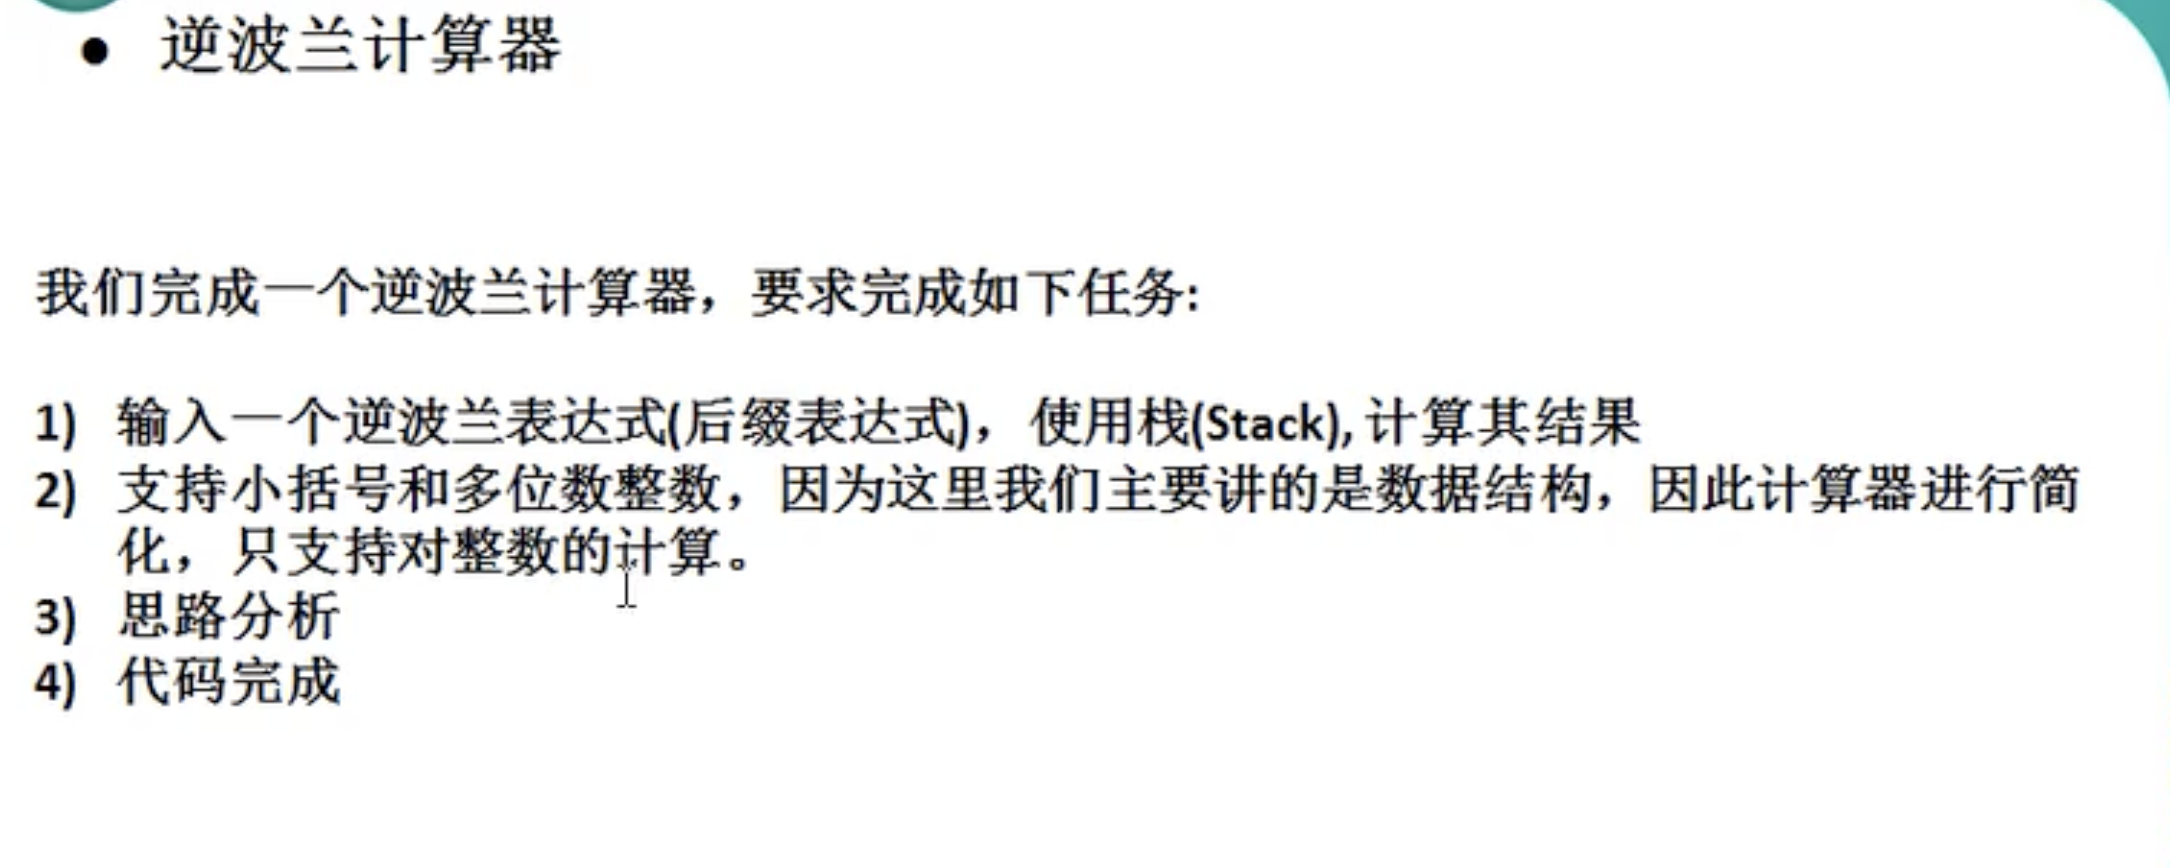 • 逆波兰计算器
我们完成一个逆波兰计算器，要求完成如下任务:
1) 输入一个逆波兰表达式(后缀表达式)，使用栈(Stack), 计算其结果
2) 支持小括号和多位数整数，因为这里我们主要讲的是数据结构，因此计算器进行简
化，只支持对整数的计算。
3) 思路分析
4) 代码完成